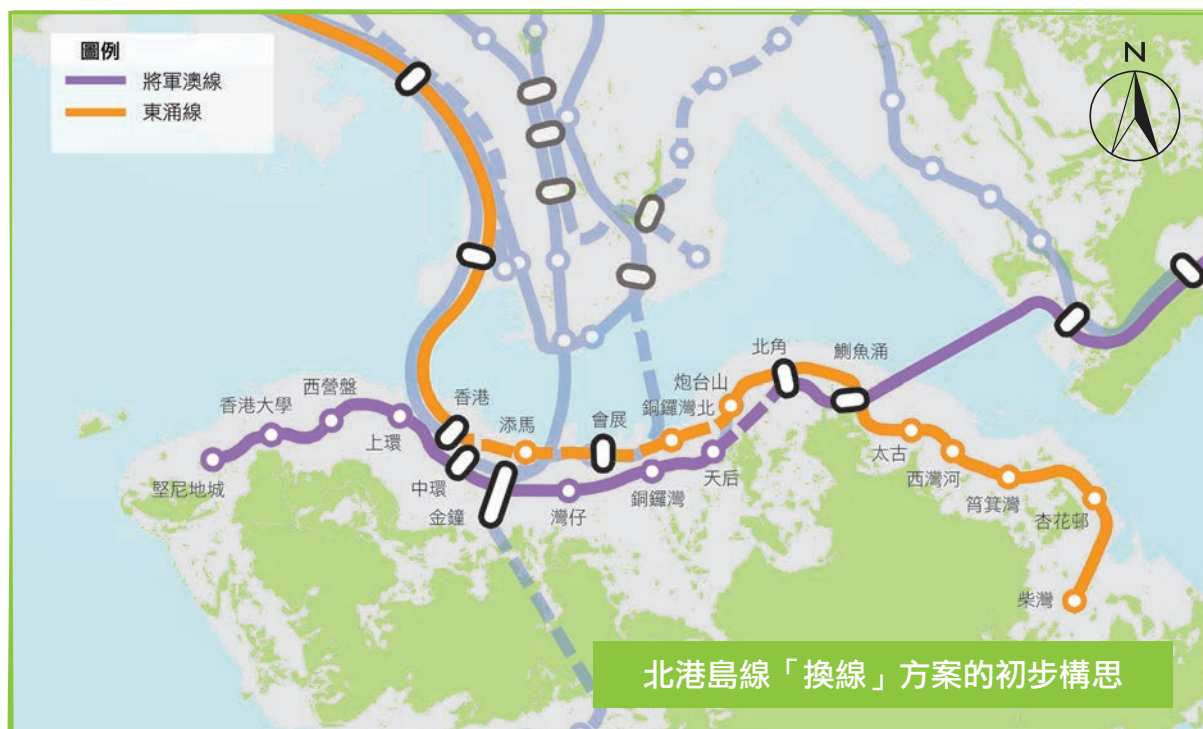 圖例
將軍澳線
東涌線
N
北角
鰂魚涌
炮台山
西營盤
香港
銅鑼灣北
香港大學
添馬
會展
上環
太古
天后
西灣河
中環
堅尼地城
銅鑼灣
筲箕灣
金鐘
灣仔
杏花邨
柴灣
北港島線「換線」方案的初步構思